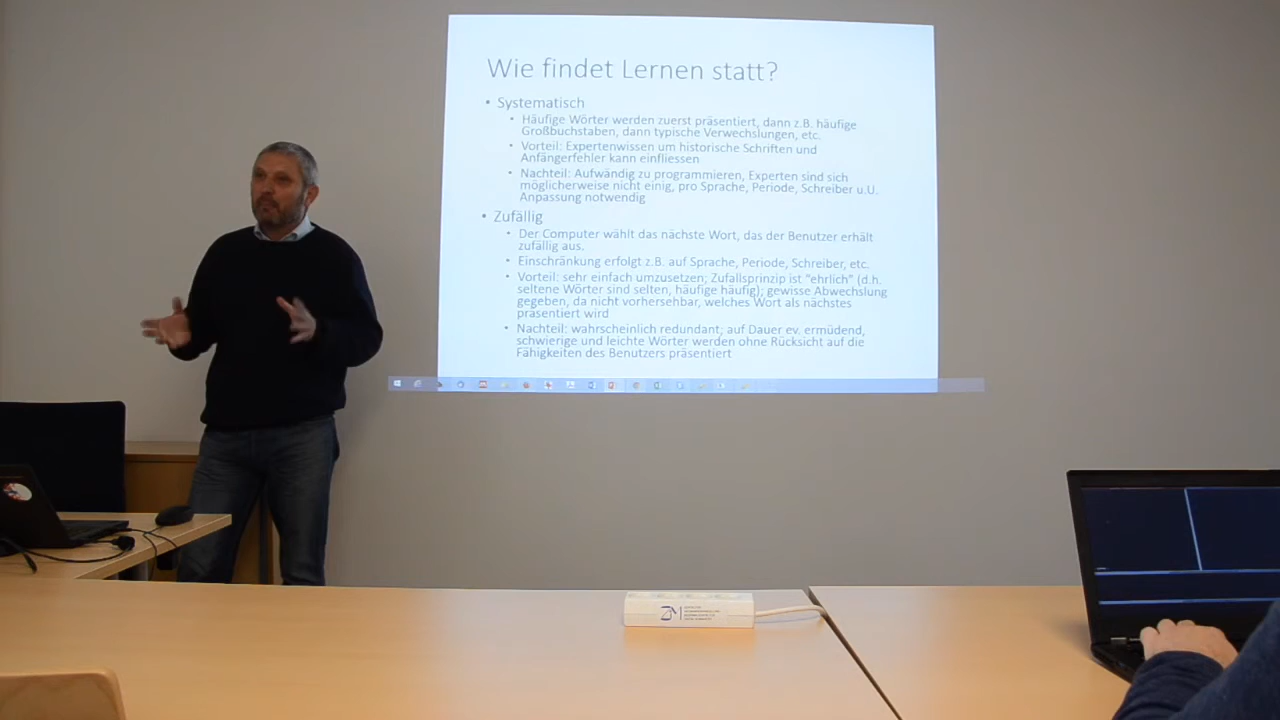 Wie findet Lernen statt?
• Systematisch
• Häufige Wörter werden zuerst präsentiert, dann z.B. häufige
Großbuchstaben, dann typische Verwechslungen, etc.
• Vorteil: Expertenwissen um historische Schriften und
Anfängerfehler kann einfliessen
• Nachteil: Aufwändig zu programmieren, Experten sind sich
möglicherweise nicht einig, pro Sprache, Periode, Schreiber u.U.
Anpassung notwendig
• Zufällig
• Der Computer wählt das nächste Wort, das der Benutzer erhält
zufällig aus.
• Einschränkung erfolgt z.B. auf Sprache, Periode, Schreiber, etc.
• Vorteil: sehr einfach umzusetzen; Zufallsprinzip ist “ehrlich” (d.h.
seltene Wörter sind selten, häufige häufig); gewisse Abwechslung
gegeben, da nicht vorhersehbar, welches Wort als nächstes
präsentiert wird
• Nachteil: wahrscheinlich redundant; auf Dauer ev. ermüdend,
schwierige und leichte Wörter werden ohne Rücksicht auf die
Fähigkeiten des Benutzers präsentiert